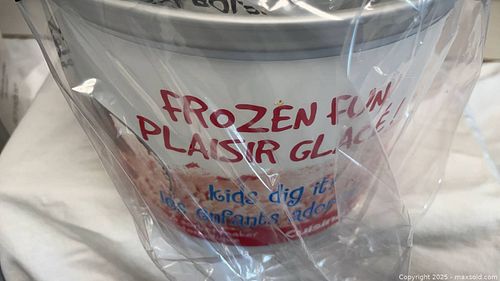 FROZEN FUN
PLAISIR GLACÉ!
kids dig it!
les enfants adorent
Copyright 2025 - maxsold.com